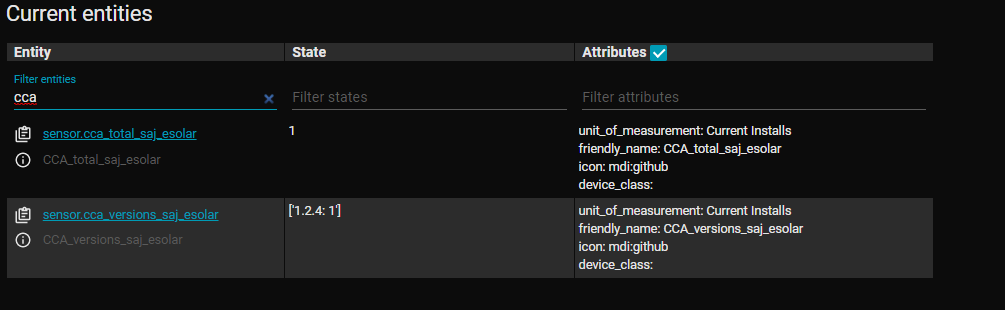 Current entities
Entity State Attributes
Filter entities
cca Filter states Filter attributes
sensor.cca_total_saj_esolar 1 unit_of_measurement: Current Installs
friendly_name: CCA_total_saj_esolar
CCA_total_saj_esolar icon: mdi:github
device_class:
sensor.cca_versions_saj_esolar ['1.2.4: 1'] unit_of_measurement: Current Installs
friendly_name: CCA_versions_saj_esolar
CCA_versions_saj_esolar icon: mdi:github
device_class: